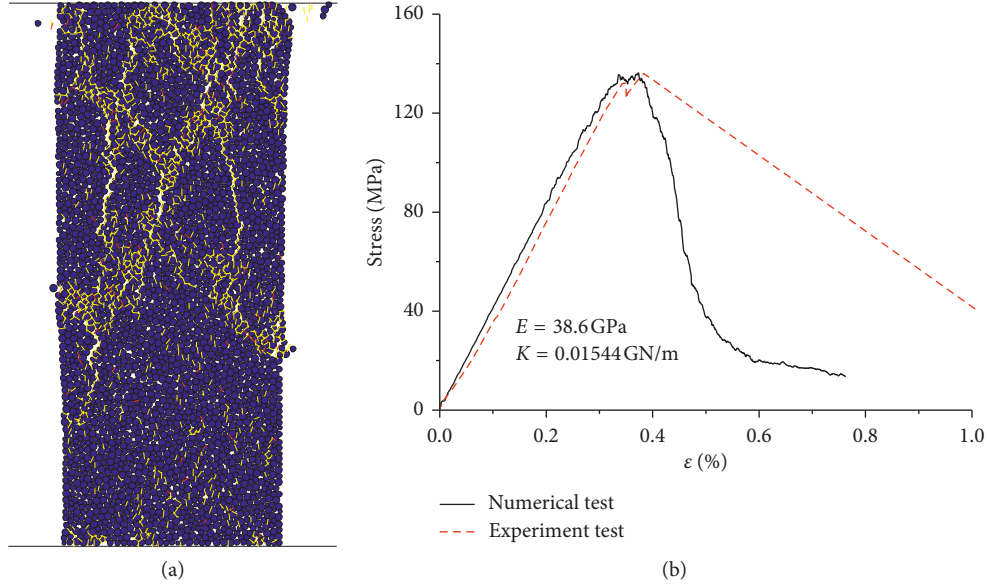 160
120
80
40
0
Stress (MPa)
E = 38.6 GPa
K = 0.01544 GN/m
0.0 0.2 0.4 0.6 0.8 1.0
ε (%)
Numerical test
Experiment test
(a) (b)